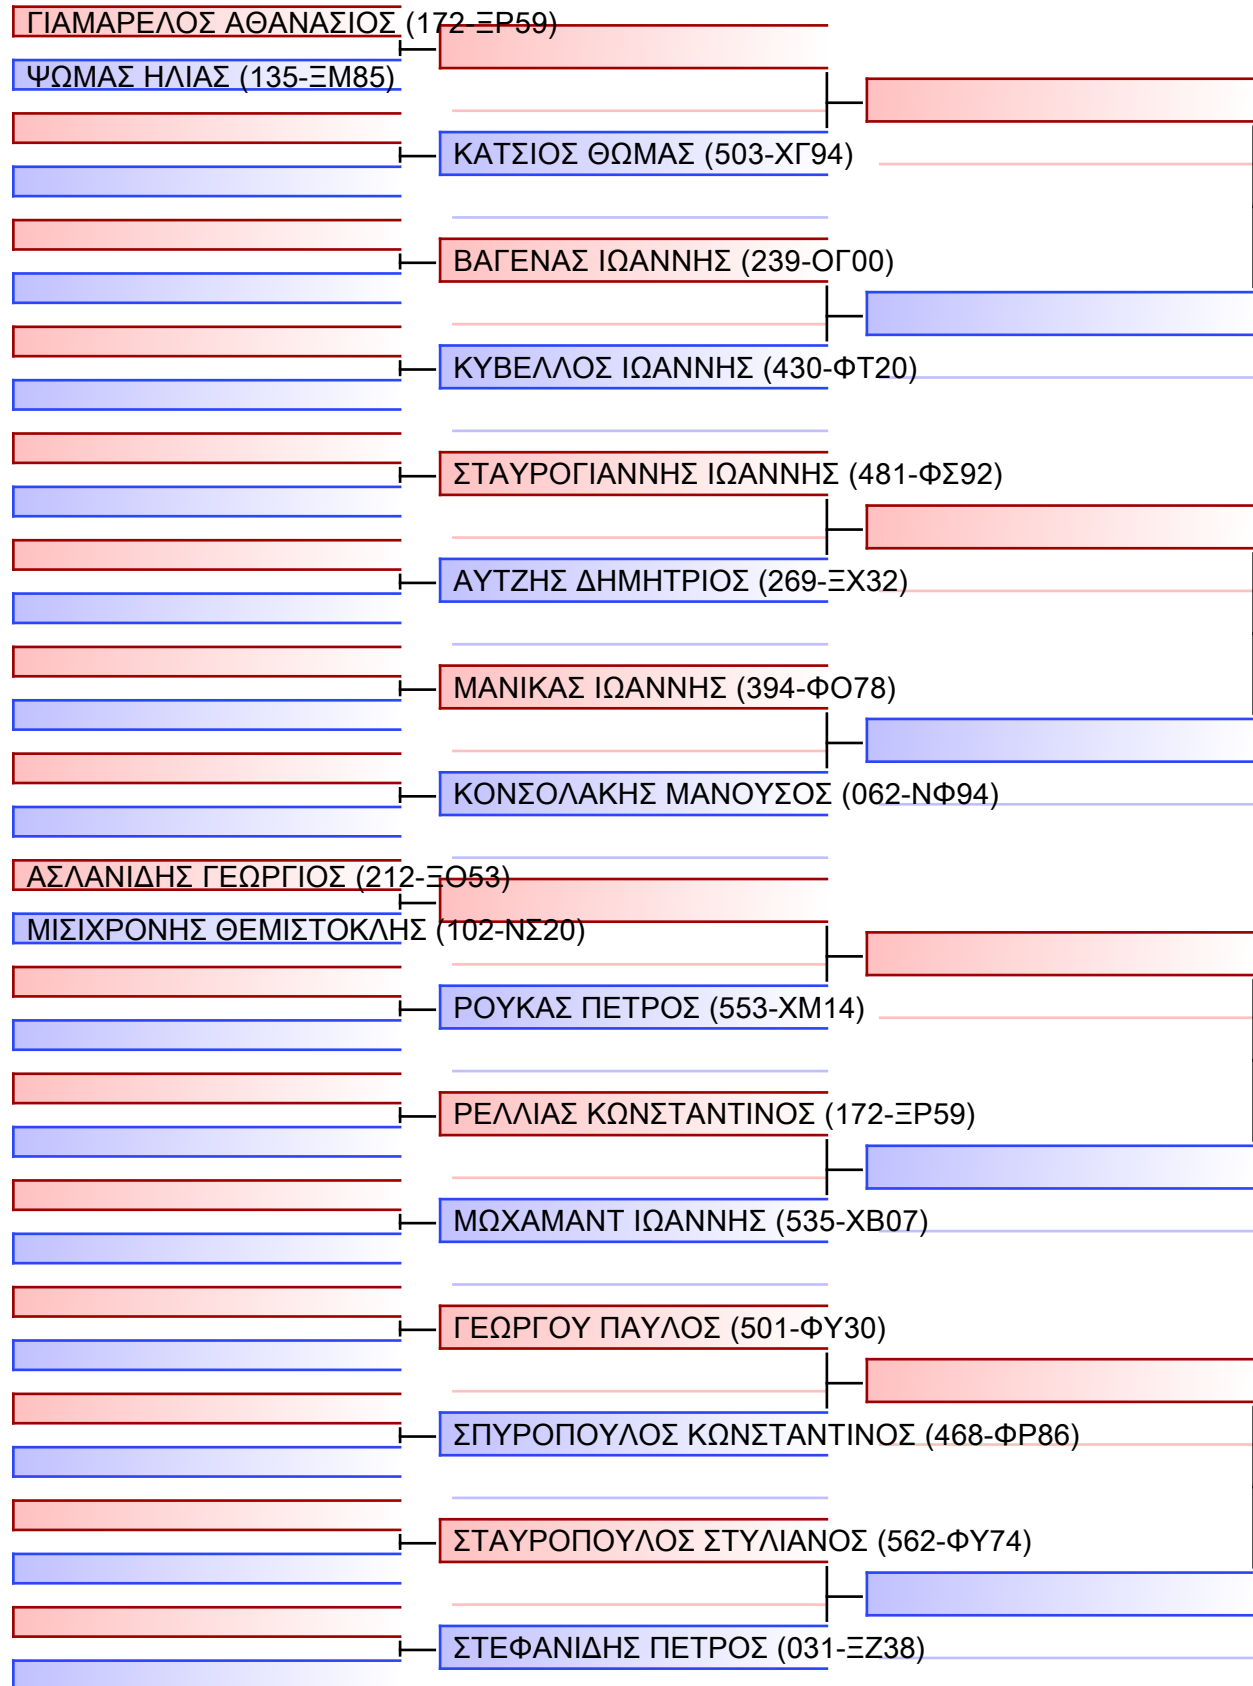 ΓΙΑΜΑΡΕΛΟΣ ΑΘΑΝΑΣΙΟΣ (172-ΞΡ59)
ΨΩΜΑΣ ΗΛΙΑΣ (135-ΞΜ85)
ΚΑΤΣΙΟΣ ΘΩΜΑΣ (503-ΧΓ94)
ΒΑΓΕΝΑΣ ΙΩΑΝΝΗΣ (239-ΟΓ00)
ΚΥΒΕΛΛΟΣ ΙΩΑΝΝΗΣ (430-ΦΤ20)
ΣΤΑΥΡΟΓΙΑΝΝΗΣ ΙΩΑΝΝΗΣ (481-ΦΣ92)
ΑΥΤΖΗΣ ΔΗΜΗΤΡΙΟΣ (269-ΞΧ32)
ΜΑΝΙΚΑΣ ΙΩΑΝΝΗΣ (394-ΦΟ78)
ΚΟΝΣΟΛΑΚΗΣ ΜΑΝΟΥΣΟΣ (062-ΝΦ94)
ΑΣΛΑΝΙΔΗΣ ΓΕΩΡΓΙΟΣ (212-ΞΟ53)
ΜΙΣΙΧΡΟΝΗΣ ΘΕΜΙΣΤΟΚΛΗΣ (102-ΝΣ20)
ΡΟΥΚΑΣ ΠΕΤΡΟΣ (553-ΧΜ14)
ΡΕΛΛΙΑΣ ΚΩΝΣΤΑΝΤΙΝΟΣ (172-ΞΡ59)
ΜΩΧΑΜΑΝΤ ΙΩΑΝΝΗΣ (535-ΧΒ07)
ΓΕΩΡΓΟΥ ΠΑΥΛΟΣ (501-ΦΥ30)
ΣΠΥΡΟΠΟΥΛΟΣ ΚΩΝΣΤΑΝΤΙΝΟΣ (468-ΦΡ86)
ΣΤΑΥΡΟΠΟΥΛΟΣ ΣΤΥΛΙΑΝΟΣ (562-ΦΥ74)
ΣΤΕΦΑΝΙΔΗΣ ΠΕΤΡΟΣ (031-ΞΖ38)